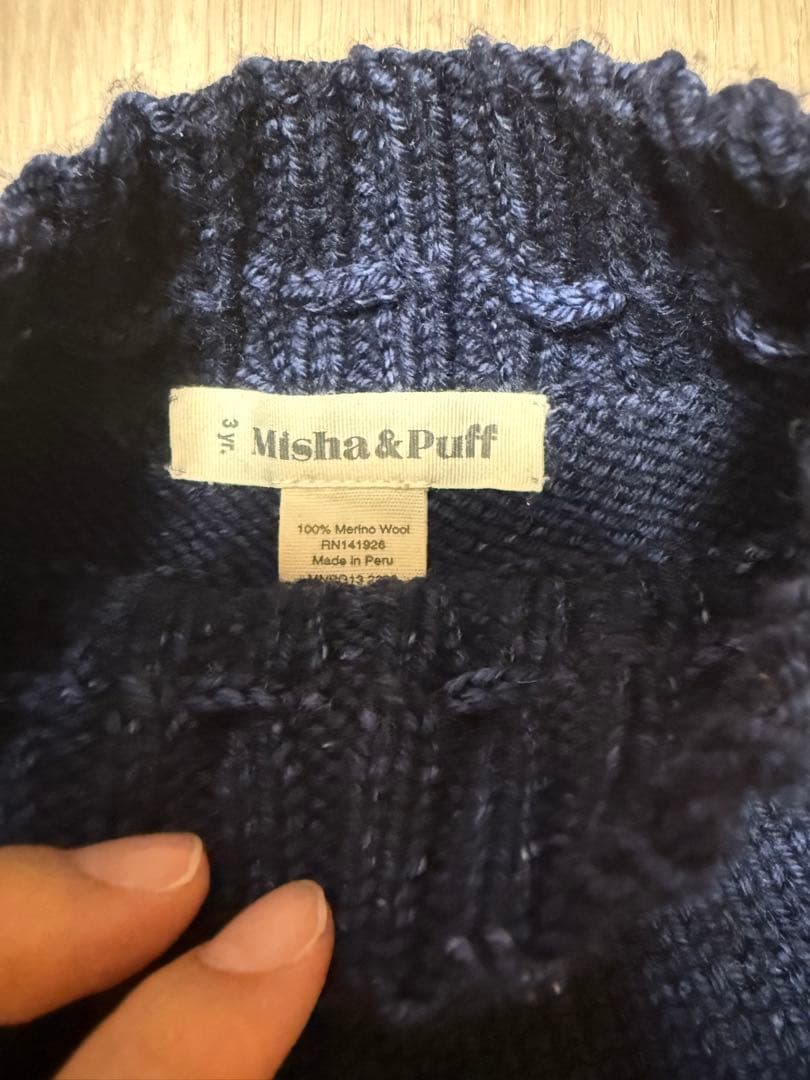 3 yr. Misha&Puff
100% Merino Wool
RN141926
Made in Peru